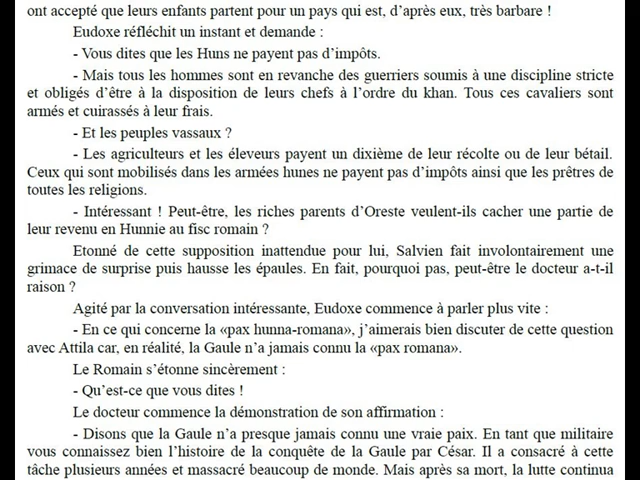 ont accepté que leurs enfants partent pour un pays qui est, d’après eux, très barbare !
Eudoxe réfléchit un instant et demande :
- Vous dites que les Huns ne payent pas d’impôts.
- Mais tous les hommes sont en revanche des guerriers soumis à une discipline stricte
et obligés d’être à la disposition de leurs chefs à l’ordre du khan. Tous ces cavaliers sont
armés et cuirassés à leur frais.
- Et les peuples vassaux ?
- Les agriculteurs et les éleveurs payent un dixième de leur récolte ou de leur bétail.
Ceux qui sont mobilisés dans les armées hunes ne payent pas d’impôts ainsi que les prêtres de
toutes les religions.
- Intéressant ! Peut-être, les riches parents d’Oreste veulent-ils cacher une partie de
leur revenu en Hunnie au fisc romain ?
Etonné de cette supposition inattendue pour lui, Salvien fait involontairement une
grimace de surprise puis hausse les épaules. En fait, pourquoi pas, peut-être le docteur a-t-il
raison ?
Agité par la conversation intéressante, Eudoxe commence à parler plus vite :
- En ce qui concerne la «pax hunna-romana», j’aimerais bien discuter de cette question
avec Attila car, en réalité, la Gaule n’a jamais connu la «pax romana».
Le Romain s’étonne sincèrement :
- Qu’est-ce que vous dites !
Le docteur commence la démonstration de son affirmation :
- Disons que la Gaule n’a presque jamais connu une vraie paix. En tant que militaire
vous connaissez bien l’histoire de la conquête de la Gaule par César. Il a consacré à cette
tâche plusieurs années et massacré beaucoup de monde. Mais après sa mort, la lutte continua